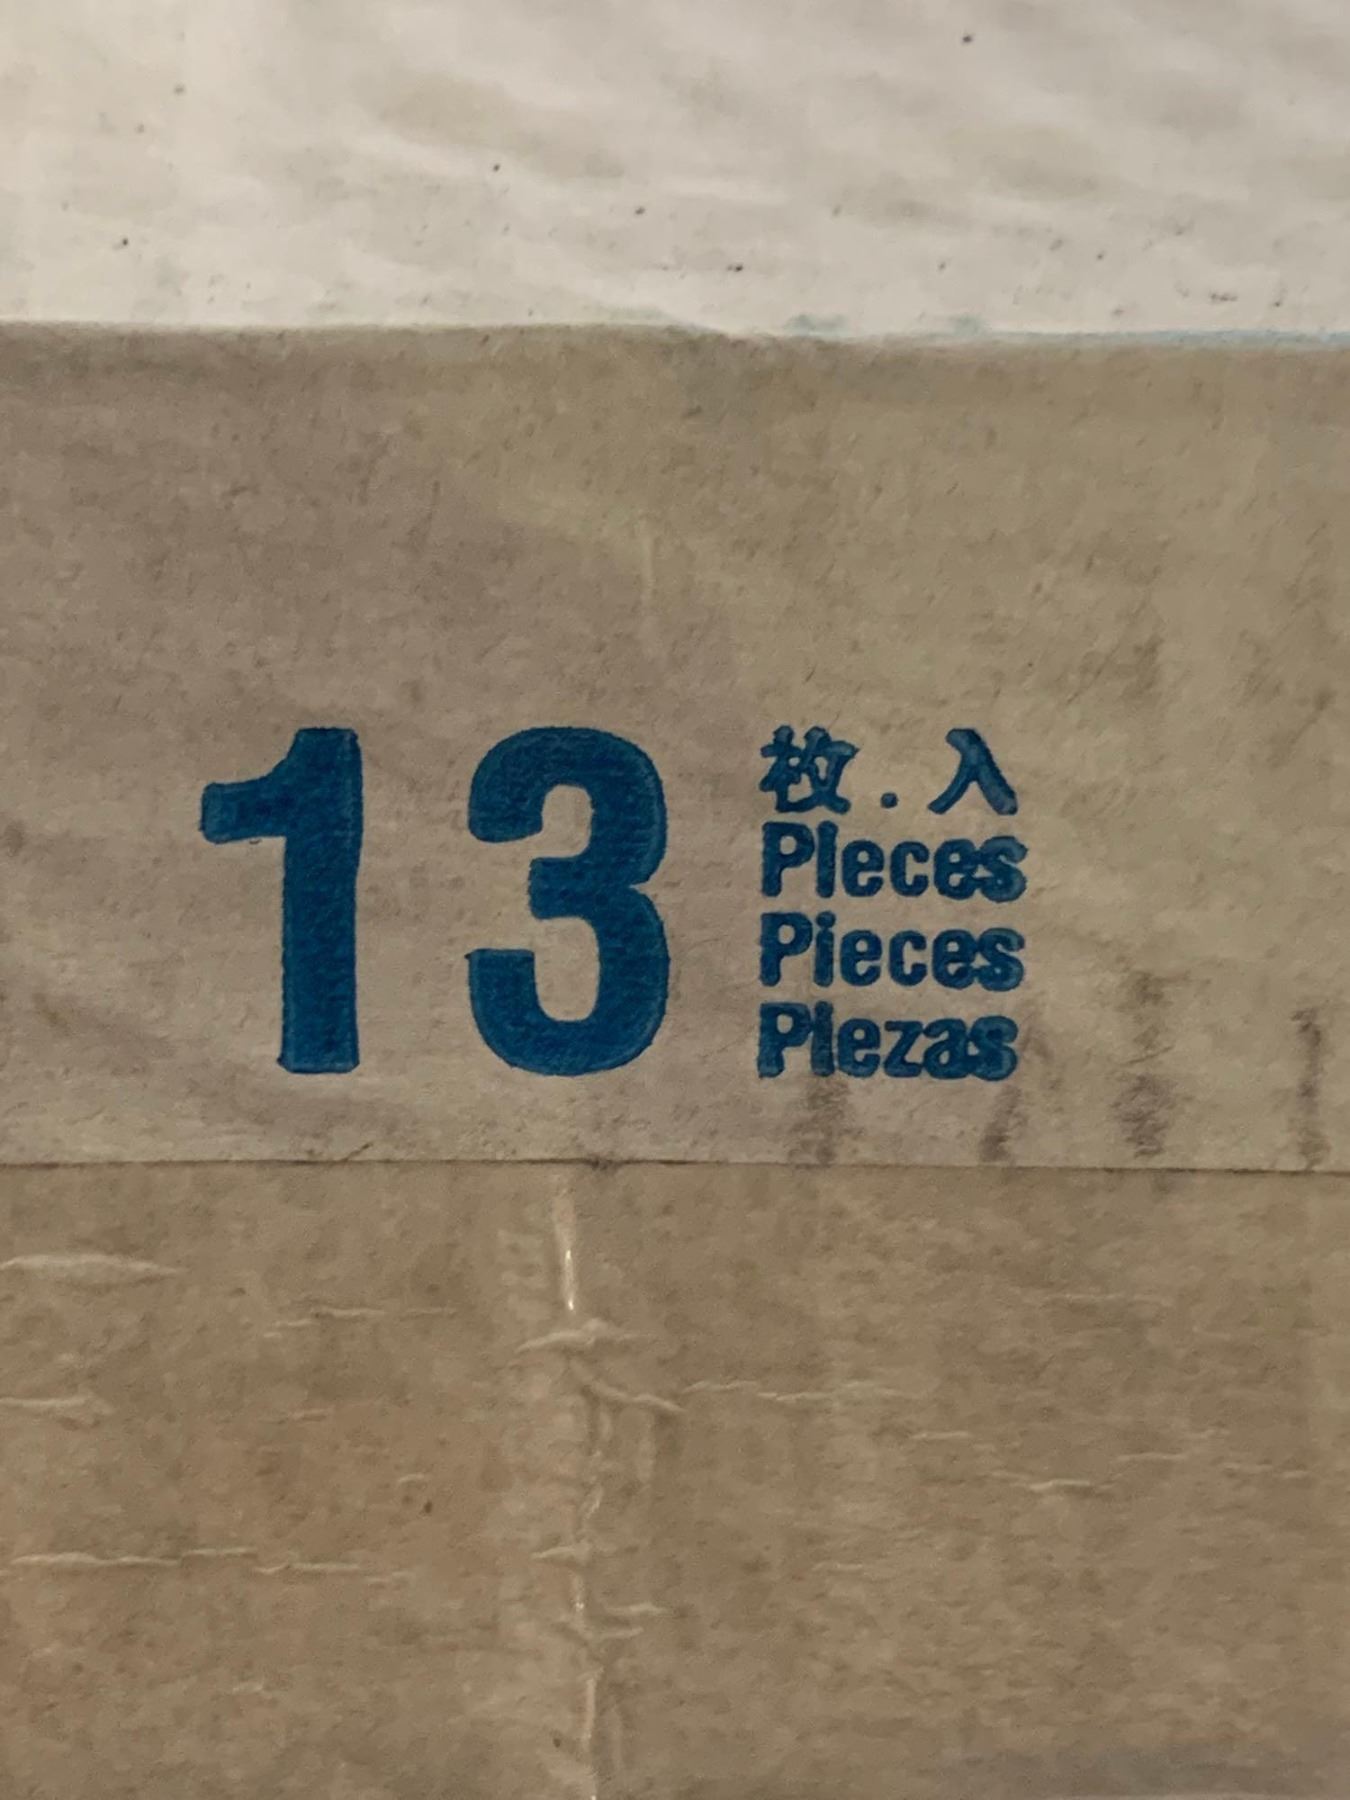 13
枚.入
Pieces
Pieces
Piezas